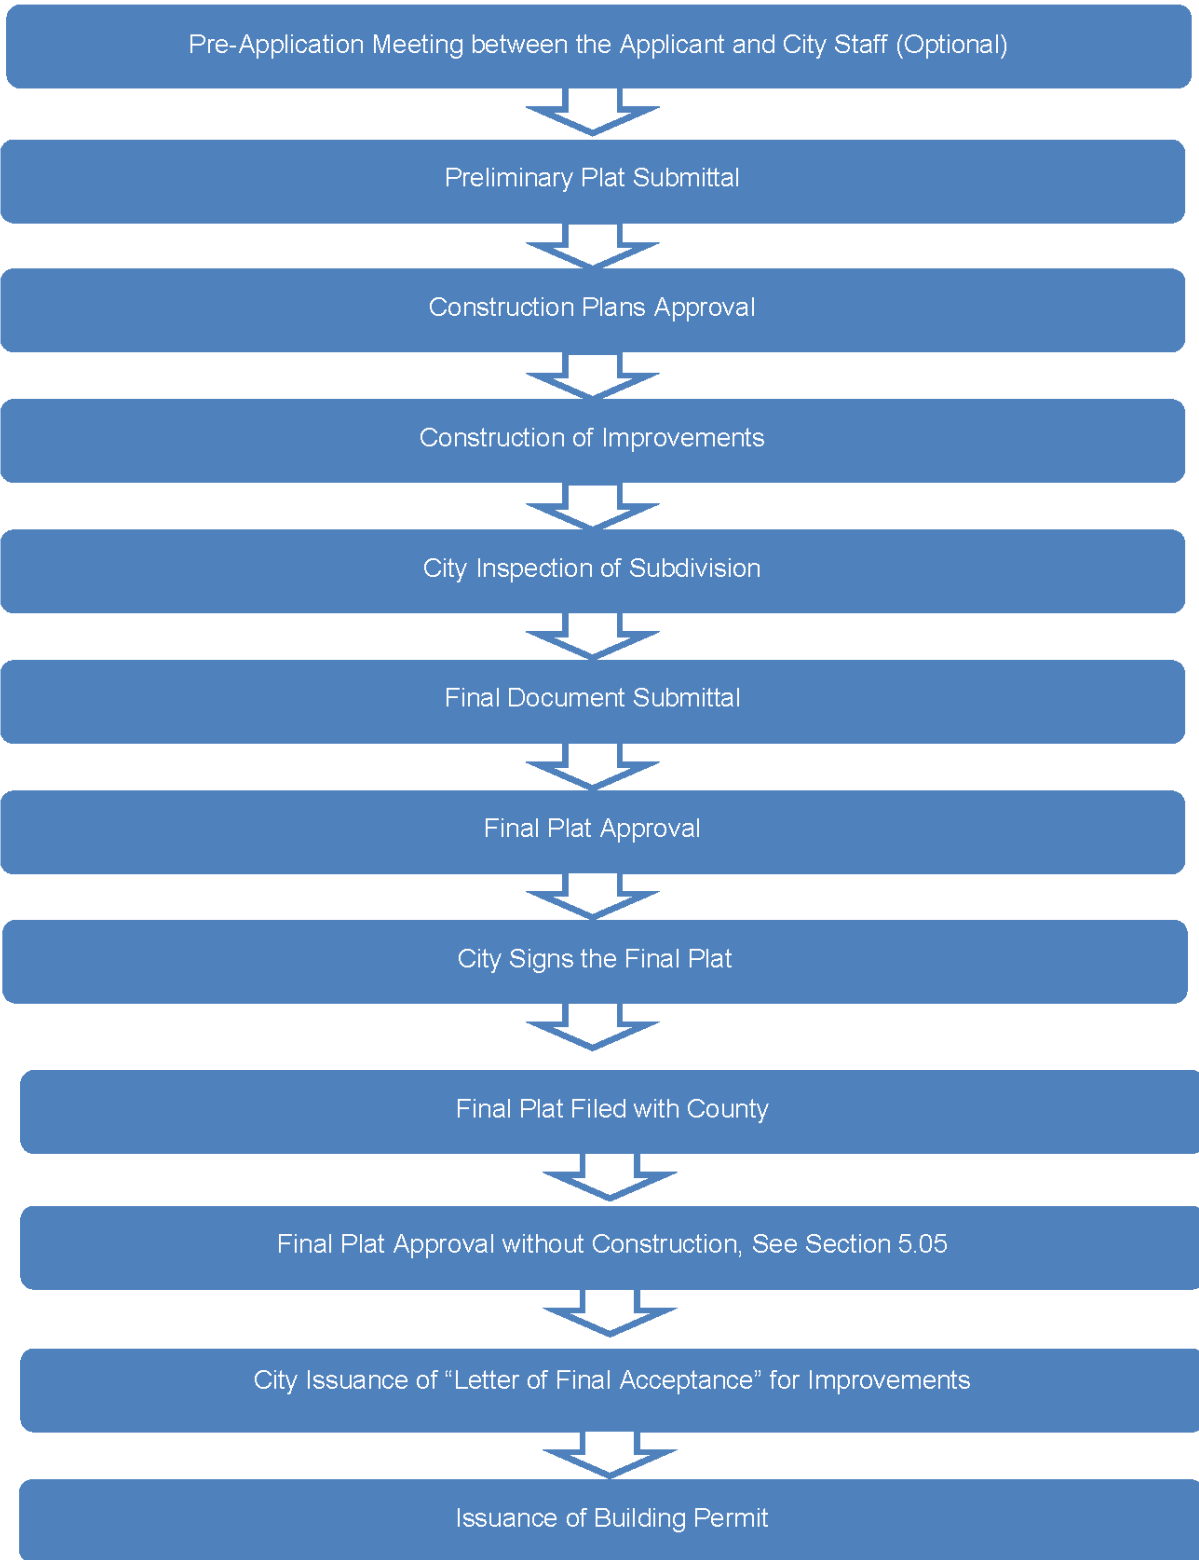 Pre-Application Meeting between the Applicant and City Staff (Optional)
Preliminary Plat Submittal
Construction Plans Approval
Construction of Improvements
City Inspection of Subdivision
Final Document Submittal
Final Plat Approval
City Signs the Final Plat
Final Plat Filed with County
Final Plat Approval without Construction, See Section 5.05
City Issuance of “Letter of Final Acceptance” for Improvements
Issuance of Building Permit